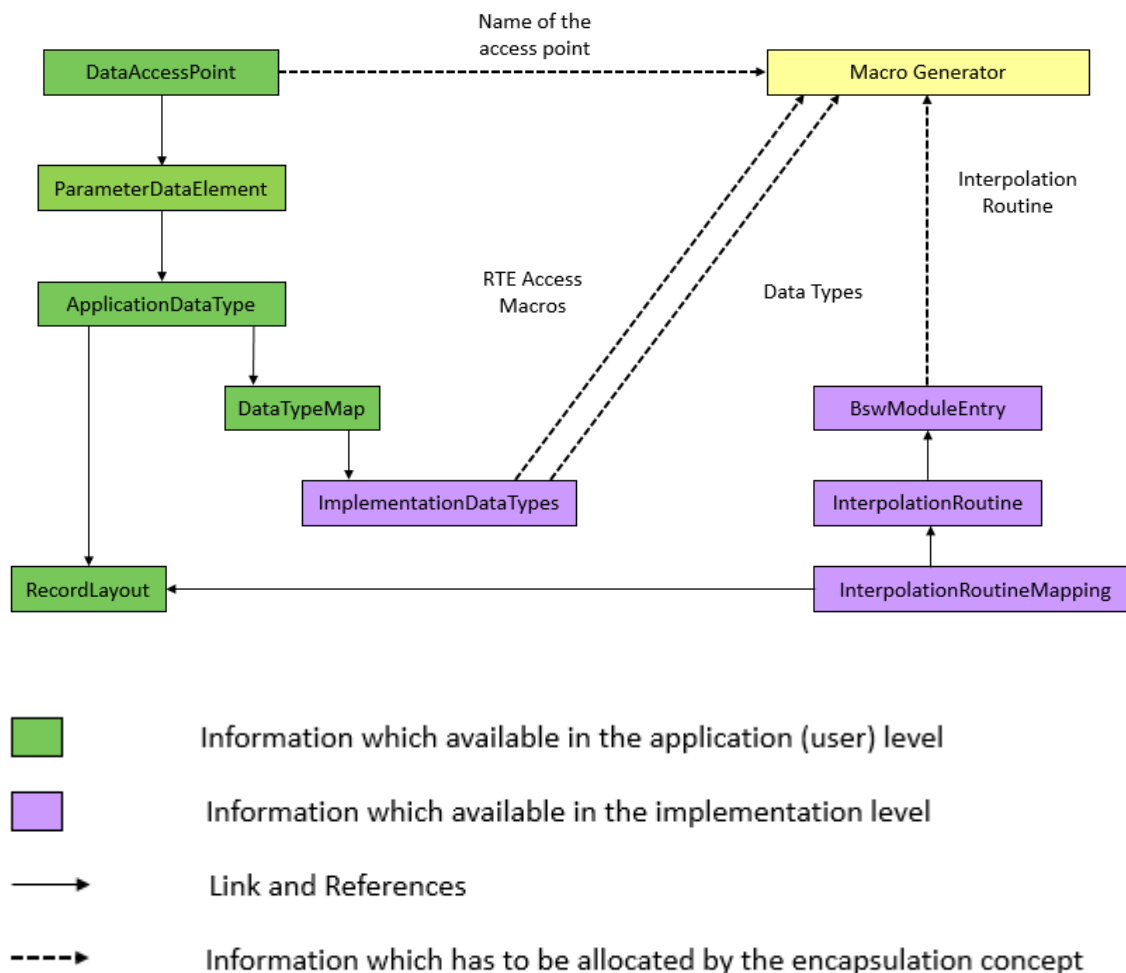 Name of the
access point
DataAccessPoint
Macro Generator
ParameterDataElement
Interpolation
Routine
ApplicationDataType
RTE Access
Macros
Data Types
DataTypeMap
BswModuleEntry
ImplementationDataTypes
InterpolationRoutine
RecordLayout
InterpolationRoutineMapping
Information which available in the application (user) level
Information which available in the implementation level
Link and References
Information which has to be allocated by the encapsulation concept